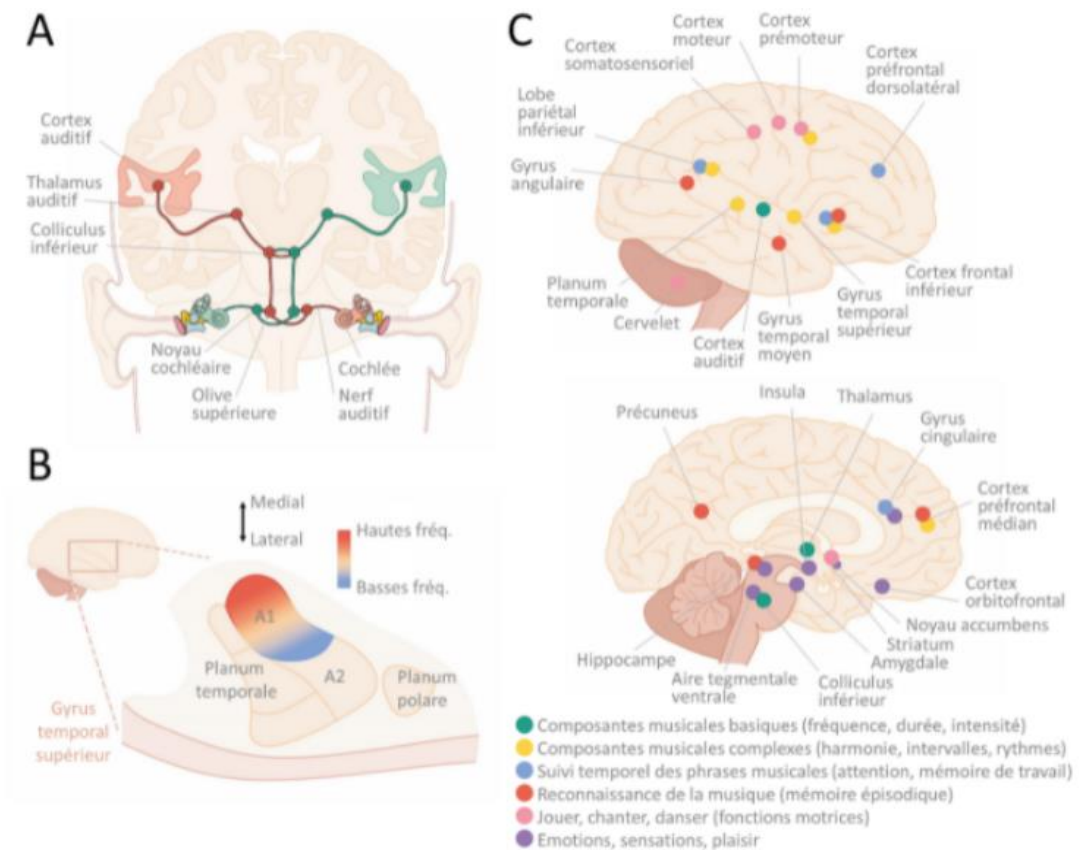 A
Cortex
auditif
Thalamus
auditif
Colliculus
inférieur
Noyau
cochléaire
Olive
supérieure
Cochlée
Nerf
auditif
B
Medial
Lateral
Hautes fréq.
Basses fréq.
A1
Planum
temporale
A2
Planum
polare
Gyrus
temporal
supérieur
C
Cortex
somatosensoriel
Cortex
moteur
Cortex
prémoteur
Cortex
préfrontal
dorsolatéral
Lobe
pariétal
inférieur
Gyrus
angulaire
Planum
temporale
Cervelet
Cortex
auditif
Gyrus
temporal
moyen
Gyrus
temporal
supérieur
Cortex frontal
inférieur
Précuneus
Insula
Thalamus
Gyrus
cingulaire
Cortex
préfrontal
médian
Cortex
orbitofrontal
Noyau accumbens
Striatum
Amygdale
Colliculus
inférieur
Aire tegmentale
ventrale
Hippocampe
Composantes musicales basiques (fréquence, durée, intensité)
Composantes musicales complexes (harmonie, intervalles, rythmes)
Suivi temporel des phrases musicales (attention, mémoire de travail)
Reconnaissance de la musique (mémoire épisodique)
Jouer, chanter, danser (fonctions motrices)
Emotions, sensations, plaisir